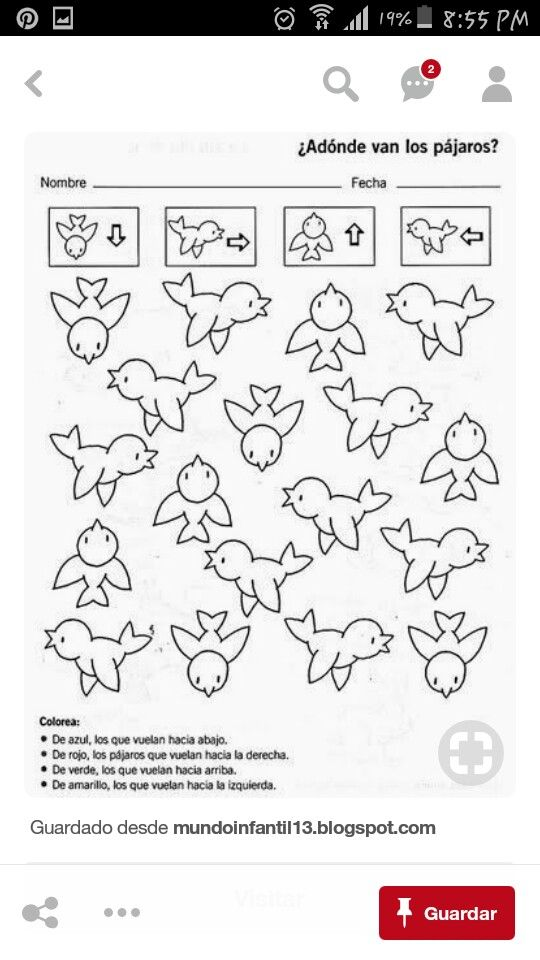 19% 8:55 PM
2
¿Adónde van los pájaros?
Nombre Fecha
Colorea:
• De azul, los que vuelan hacia abajo.
• De rojo, los pájaros que vuelan hacia la derecha.
• De verde, los que vuelan hacia arriba.
• De amarillo, los que vuelan hacia la izquierda.
Guardado desde mundoinfantil13.blogspot.com
Visitar
Guardar